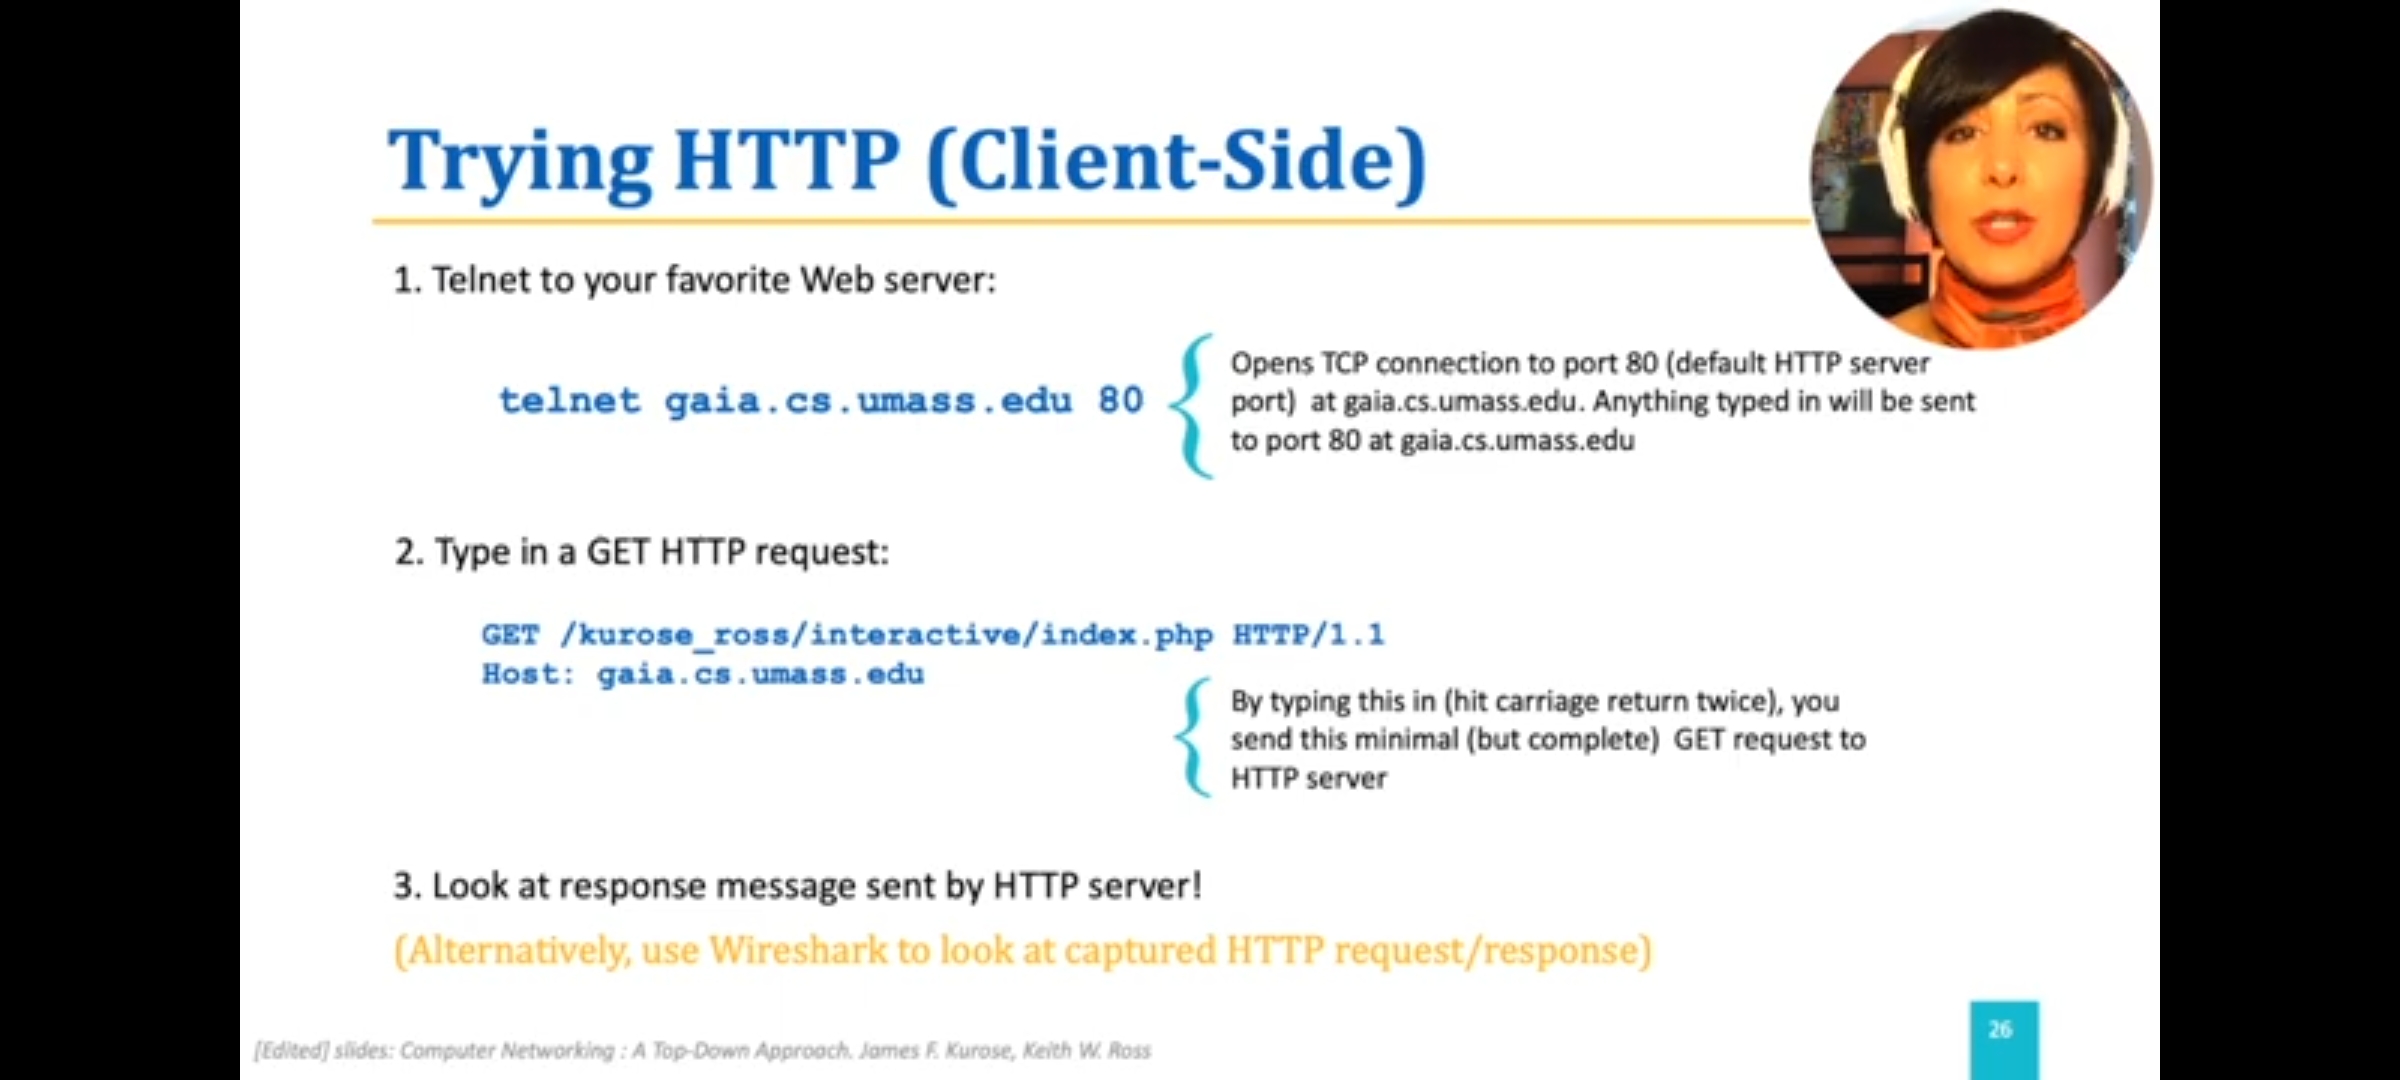 Trying HTTP (Client-Side)
1. Telnet to your favorite Web server:
telnet gaia.cs.umass.edu 80
Opens TCP connection to port 80 (default HTTP server
port) at gaia.cs.umass.edu. Anything typed in will be sent
to port 80 at gaia.cs.umass.edu
2. Type in a GET HTTP request:
GET /kurose_ross/interactive/index.php HTTP/1.1
Host: gaia.cs.umass.edu
By typing this in (hit carriage return twice), you
send this minimal (but complete) GET request to
HTTP server
3. Look at response message sent by HTTP server!
(Alternatively, use Wireshark to look at captured HTTP request/response)
26
[Edited] slides: Computer Networking : A Top-Down Approach. James F. Kurose, Keith W. Ross